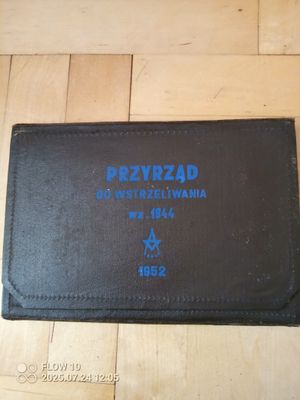 PRZYRZĄD
DO WSTRZELIWANIA
wz. 1944
1952
FLOW 10
2025.07.24 12:05